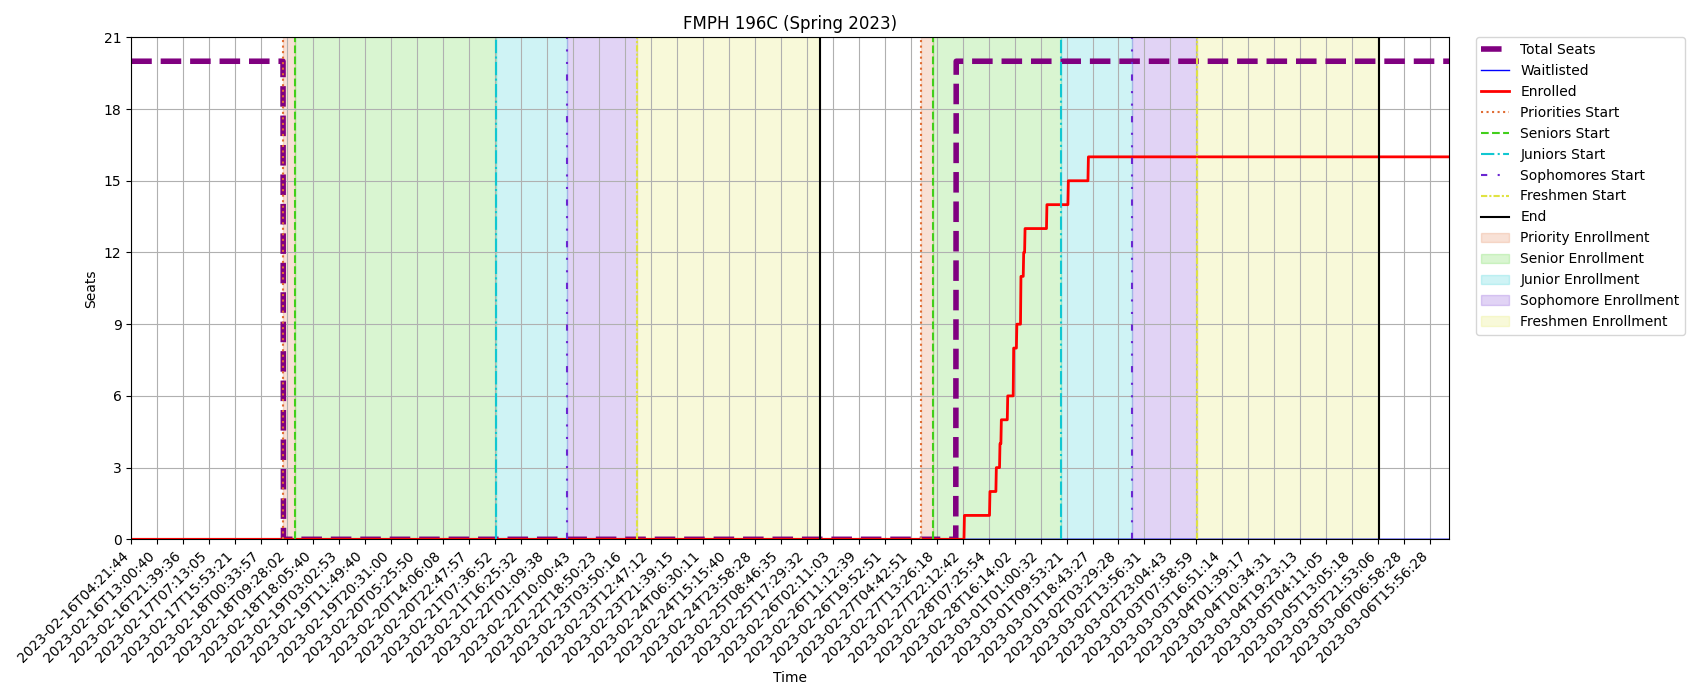 FMPH 196C (Spring 2023)
21
18
15
12
9
6
3
0
Seats
2023-02-16T04:21:44
2023-02-16T13:00:40
2023-02-16T21:39:36
2023-02-17T07:13:05
2023-02-17T15:53:21
2023-02-18T00:33:57
2023-02-18T09:28:02
2023-02-18T18:05:40
2023-02-19T03:02:53
2023-02-19T11:49:40
2023-02-19T20:31:00
2023-02-20T05:25:50
2023-02-20T14:06:08
2023-02-20T22:47:57
2023-02-21T07:36:52
2023-02-21T16:25:32
2023-02-22T01:09:38
2023-02-22T10:00:43
2023-02-22T18:50:23
2023-02-23T03:50:16
2023-02-23T12:47:12
2023-02-23T21:39:15
2023-02-24T06:30:11
2023-02-24T15:15:40
2023-02-24T23:58:28
2023-02-25T08:46:35
2023-02-25T17:29:32
2023-02-26T02:11:03
2023-02-26T11:12:39
2023-02-26T19:52:51
2023-02-27T04:42:51
2023-02-27T13:26:18
2023-02-27T22:12:42
2023-02-28T07:25:54
2023-02-28T16:14:02
2023-03-01T01:00:32
2023-03-01T09:53:21
2023-03-01T18:43:27
2023-03-02T03:29:28
2023-03-02T13:56:31
2023-03-02T23:04:43
2023-03-03T07:58:59
2023-03-03T16:51:14
2023-03-04T01:39:17
2023-03-04T10:34:31
2023-03-04T19:23:13
2023-03-05T04:11:05
2023-03-05T13:05:18
2023-03-05T21:53:06
2023-03-06T06:58:28
2023-03-06T15:56:28
Time
Total Seats
Waitlisted
Enrolled
Priorities Start
Seniors Start
Juniors Start
Sophomores Start
Freshmen Start
End
Priority Enrollment
Senior Enrollment
Junior Enrollment
Sophomore Enrollment
Freshmen Enrollment